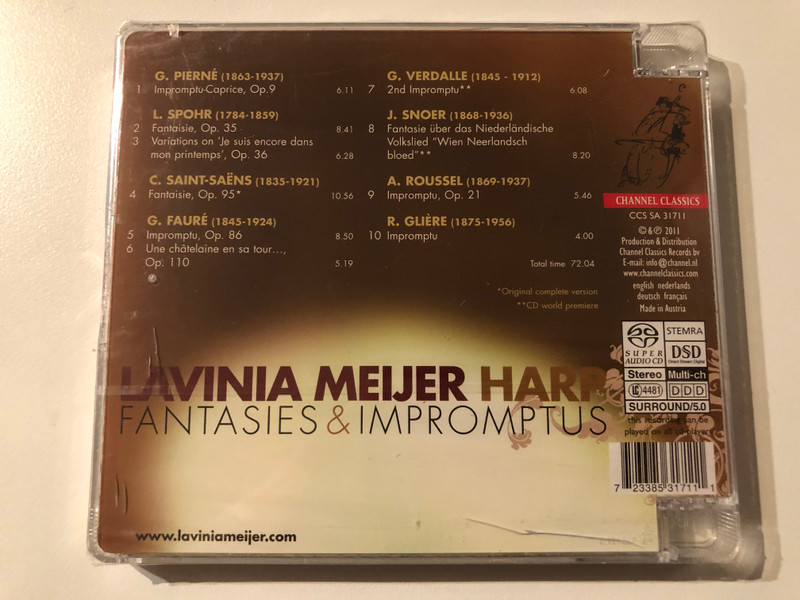 G. PIERNÉ (1863-1937)
1 Impromptu-Caprice, Op.9 6.11
L. SPOHR (1784-1859)
2 Fantaisie, Op. 35 8.41
3 Variations on 'Je suis encore dans
mon printemps', Op. 36 6.28
C. SAINT-SAËNS (1835-1921)
4 Fantaisie, Op. 95* 10.56
G. FAURÉ (1845-1924)
5 Impromptu, Op. 86 8.50
6 Une châtelaine en sa tour...,
Op. 110 5.19
G. VERDALLE (1845 - 1912)
7 2nd Impromptu** 6.08
J. SNOER (1868-1936)
8 Fantasie über das Niederländische
Volkslied "Wien Neerlandsch
bloed"** 8.20
A. ROUSSEL (1869-1937)
9 Impromptu, Op. 21 5.46
R. GLIÈRE (1875-1956)
10 Impromptu 4.00
Total time 72.04
*Original complete version
**CD world premiere
CHANNEL CLASSICS
CCS SA 31711
© & ℗ 2011
Production & Distribution
Channel Classics Records bv
E-mail: info@channel.nl
www.channelclassics.com
english nederlands
deutsch français
Made in Austria
SUPER AUDIO CD
STEMRA
DSD
Direct Stream Digital
Stereo Multi-ch
LC 4481 DDD
SURROUND/5.0
this recording can be
played on all cd-players
LAVINIA MEIJER HARP
FANTASIES & IMPROMPTUS
7 23385 31711 1
www.laviniameijer.com